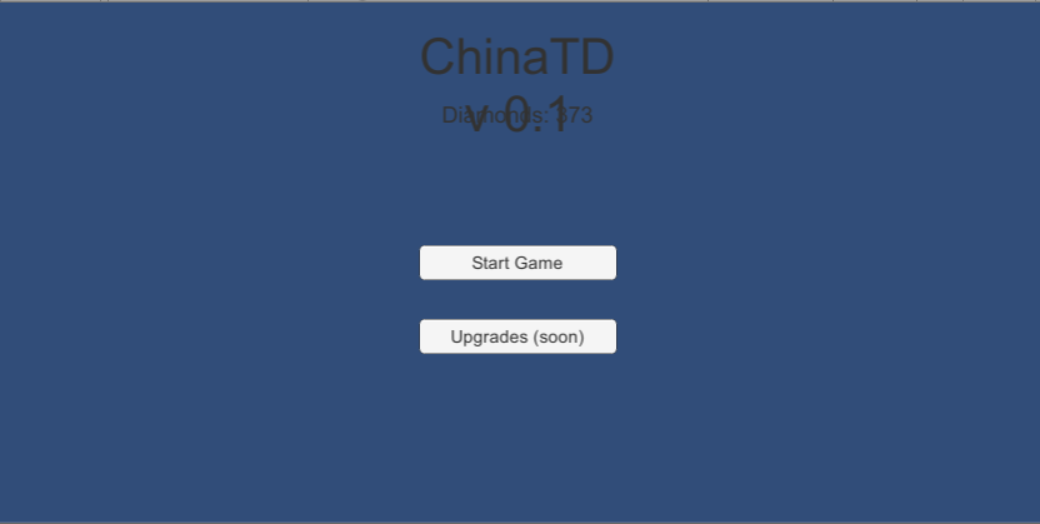 ChinaTD
v 0.1
Diamonds: 373
Start Game
Upgrades (soon)